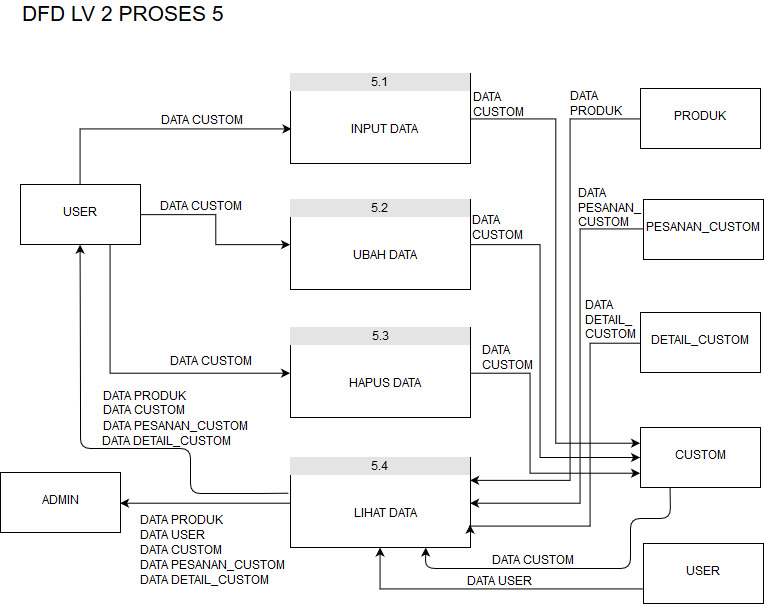 DFD LV 2 PROSES 5
5.1
INPUT DATA
DATA CUSTOM
DATA
CUSTOM
DATA
PRODUK
PRODUK
USER
DATA CUSTOM
5.2
UBAH DATA
DATA
CUSTOM
DATA
PESANAN_
CUSTOM
PESANAN_CUSTOM
DATA
DETAIL_
CUSTOM
DETAIL_CUSTOM
5.3
HAPUS DATA
DATA CUSTOM
DATA
CUSTOM
DATA PRODUK
DATA CUSTOM
DATA PESANAN_CUSTOM
DATA DETAIL_CUSTOM
CUSTOM
5.4
LIHAT DATA
ADMIN
DATA PRODUK
DATA USER
DATA CUSTOM
DATA PESANAN_CUSTOM
DATA DETAIL_CUSTOM
DATA CUSTOM
DATA USER
USER